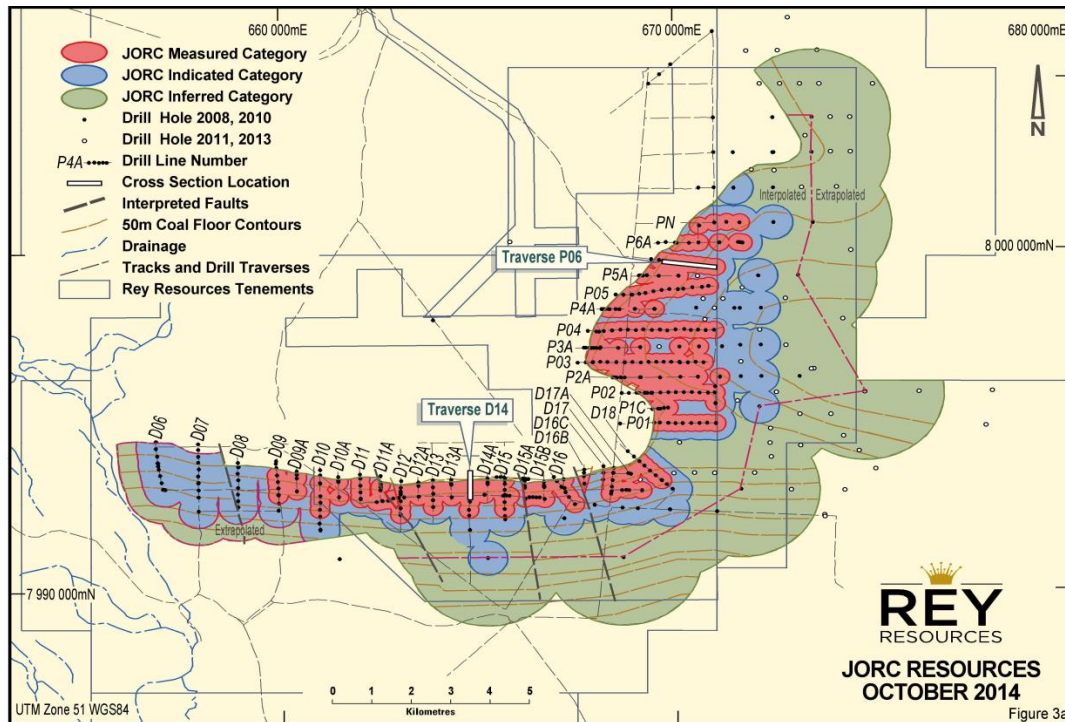 660 000mE
670 000mE
680 000mE
JORC Measured Category
JORC Indicated Category
JORC Inferred Category
Drill Hole 2008, 2010
Drill Hole 2011, 2013
P4A Drill Line Number
Cross Section Location
Interpreted Faults
50m Coal Floor Contours
Drainage
Tracks and Drill Traverses
Rey Resources Tenements
N
Interpolated
Extrapolated
PN
P6A
8 000 000mN
Traverse P06
P5A
P05
P4A
P04
P3A
P03
P2A
D17A
P02
D17
D18
P1C
D16C
P01
D16B
Traverse D14
D06
D07
D08
D09
D09A
D10
D10A
D11
D11A
D12
D12A
D13
D13A
D14A
D15
D15A
D15B
D16
Extrapolated
7 990 000mN
REY
RESOURCES
JORC RESOURCES
OCTOBER 2014
0 1 2 3 4 5
Kilometres
UTM Zone 51 WGS84
Figure 3a